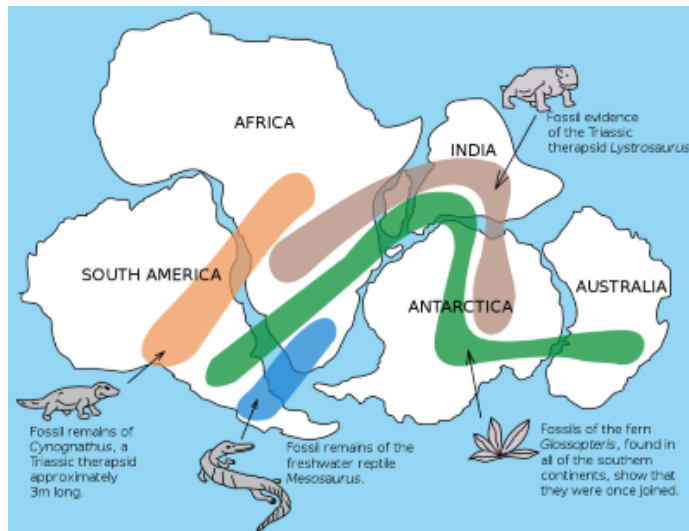 AFRICA
INDIA
Fossil evidence
of the Triassic
therapsid Lystrosaurus.
SOUTH AMERICA
AUSTRALIA
ANTARCTICA
Fossil remains of
Cynognathus, a
Triassic therapsid
approximately
3m long.
Fossil remains of the
freshwater reptile
Mesosaurus.
Fossils of the fern
Glossopteris, found in
all of the southern
continents, show that
they were once joined.